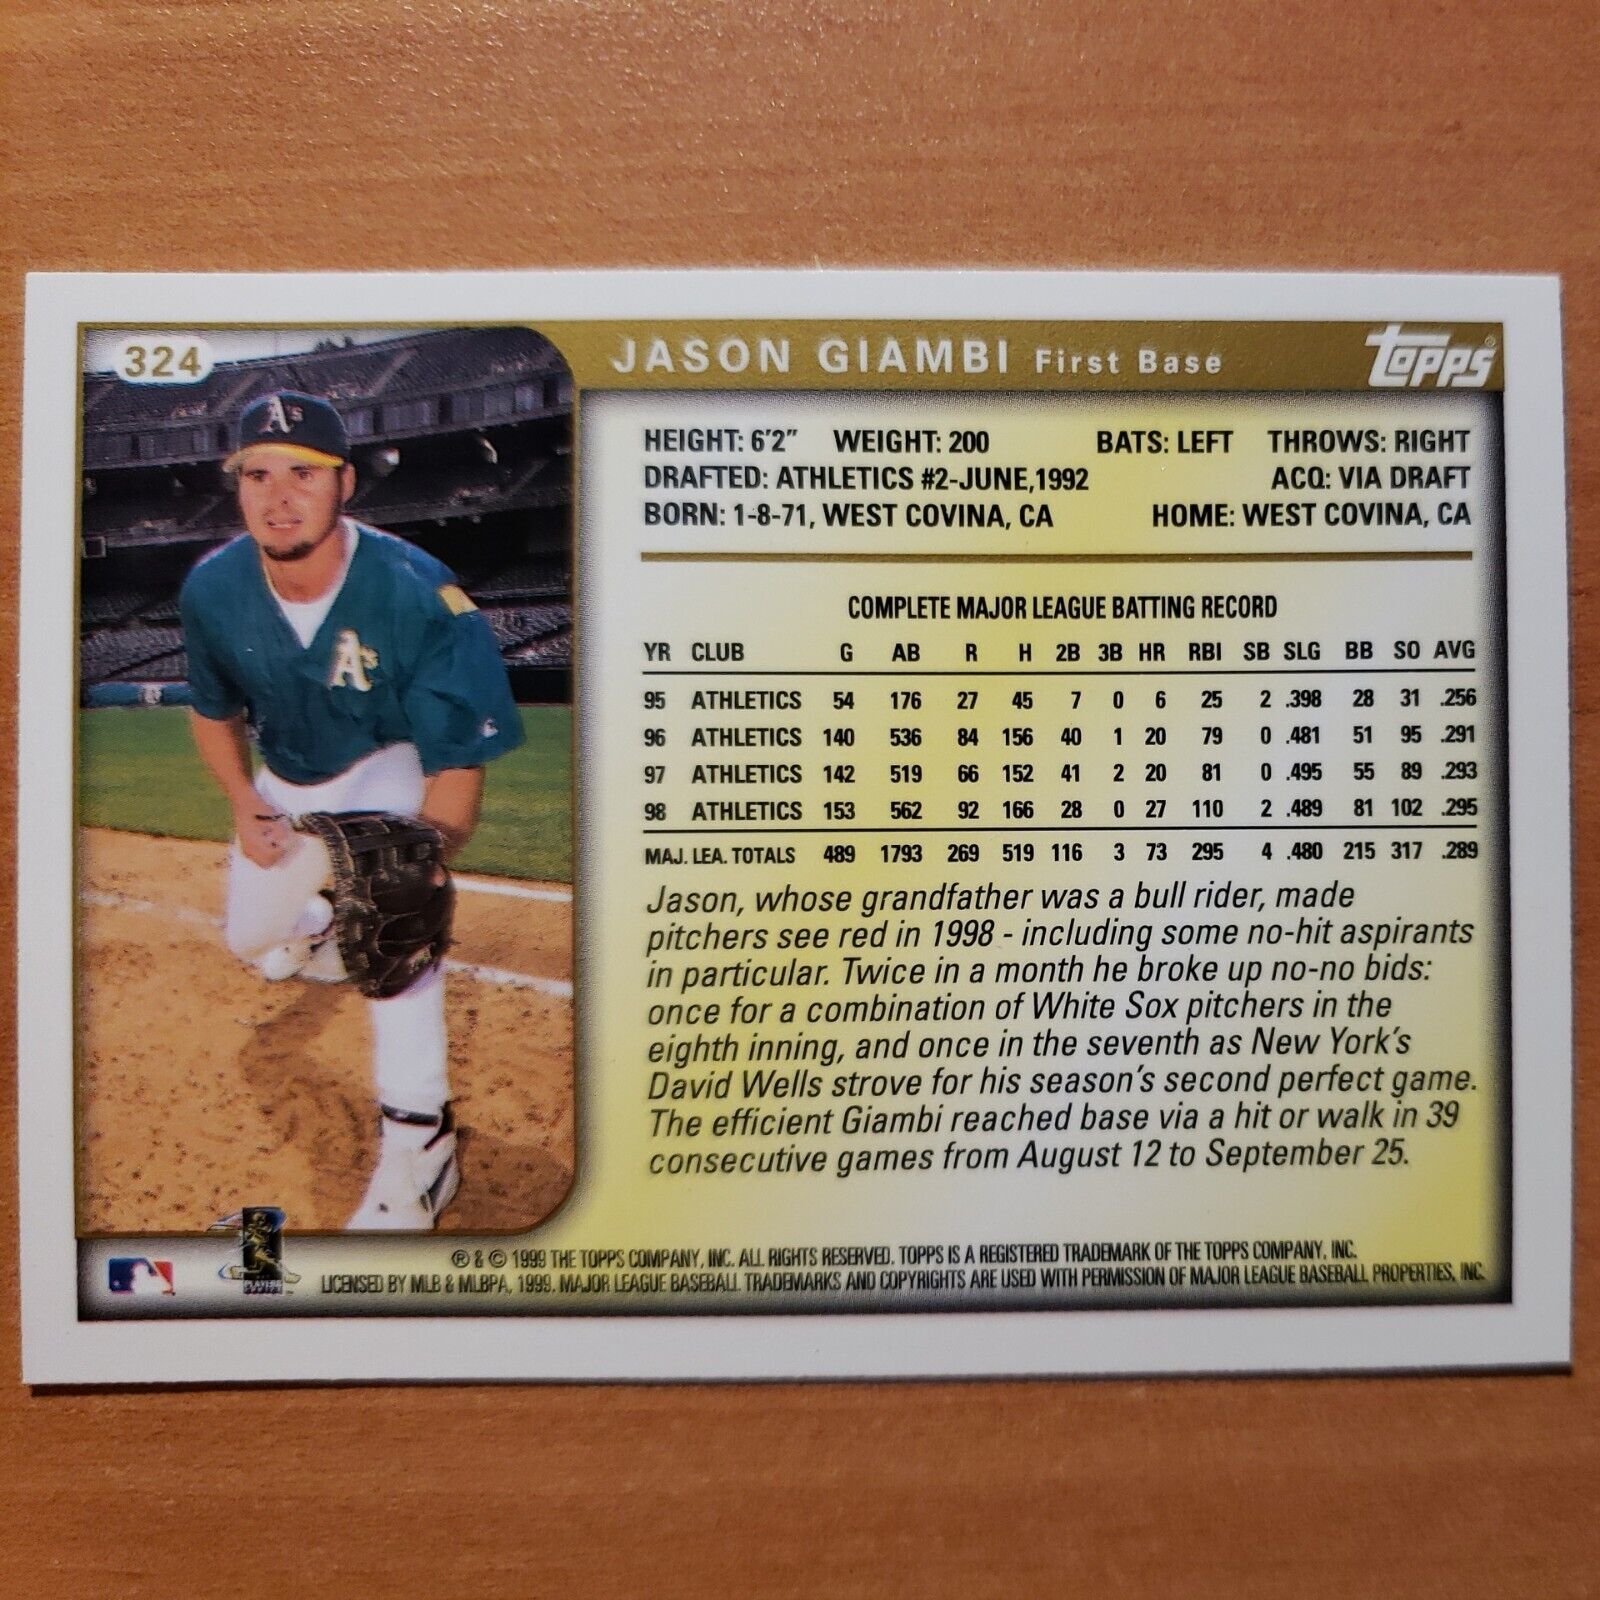 324
JASON GIAMBI First Base
Topps
HEIGHT: 6'2" WEIGHT: 200 BATS: LEFT THROWS: RIGHT
DRAFTED: ATHLETICS #2-JUNE,1992 ACQ: VIA DRAFT
BORN: 1-8-71, WEST COVINA, CA HOME: WEST COVINA, CA
COMPLETE MAJOR LEAGUE BATTING RECORD
YR CLUB G AB R H 2B 3B HR RBI SB SLG BB SO AVG
95 ATHLETICS 54 176 27 45 7 0 6 25 2 .398 28 31 .256
96 ATHLETICS 140 536 84 156 40 1 20 79 0 .481 51 95 .291
97 ATHLETICS 142 519 66 152 41 2 20 81 0 .495 55 89 .293
98 ATHLETICS 153 562 92 166 28 0 27 110 2 .489 81 102 .295
MAJ. LEA. TOTALS 489 1793 269 519 116 3 73 295 4 .480 215 317 .289
Jason, whose grandfather was a bull rider, made
pitchers see red in 1998 - including some no-hit aspirants
in particular. Twice in a month he broke up no-no bids:
once for a combination of White Sox pitchers in the
eighth inning, and once in the seventh as New York's
David Wells strove for his season's second perfect game.
The efficient Giambi reached base via a hit or walk in 39
consecutive games from August 12 to September 25.
® & © 1999 THE TOPPS COMPANY, INC. ALL RIGHTS RESERVED. TOPPS IS A REGISTERED TRADEMARK OF THE TOPPS COMPANY, INC.
LICENSED BY MLB & MLBPA, 1999. MAJOR LEAGUE BASEBALL TRADEMARKS AND COPYRIGHTS ARE USED WITH PERMISSION OF MAJOR LEAGUE BASEBALL PROPERTIES, INC.
A's
A's